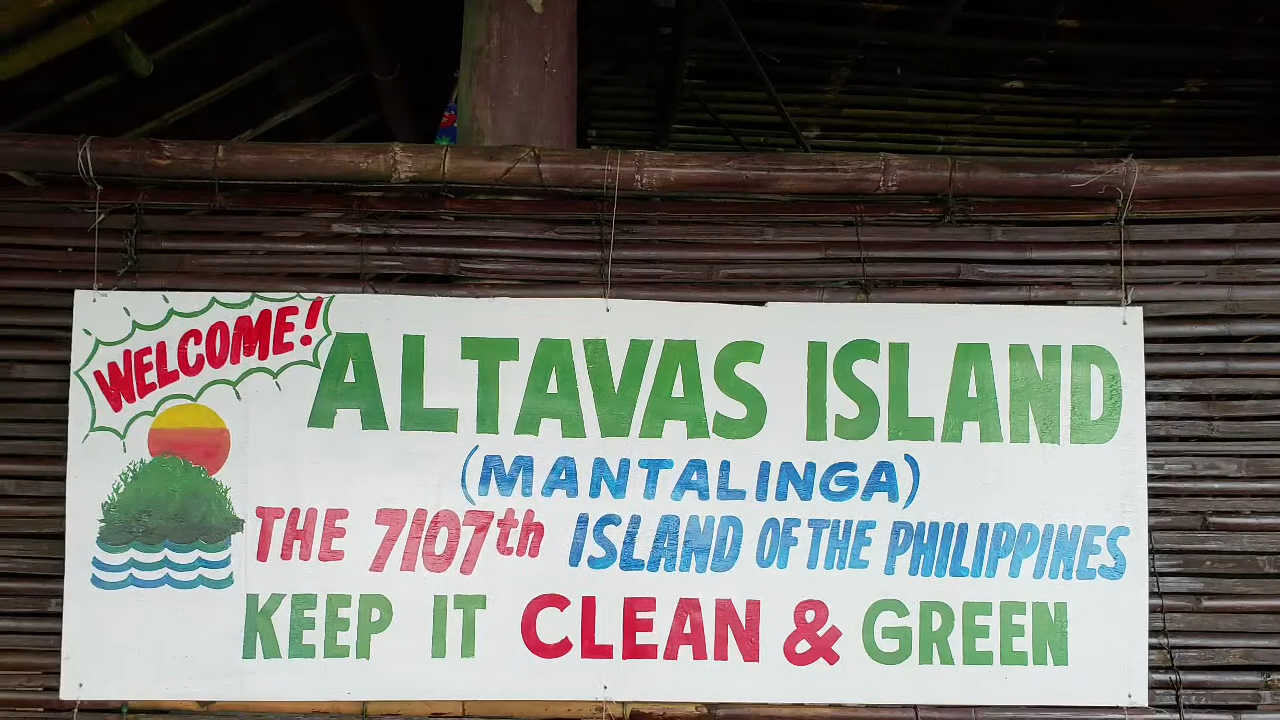 WELCOME!
ALTAVAS ISLAND
(MANTALINGA)
THE 7107th ISLAND OF THE PHILIPPINES
KEEP IT CLEAN & GREEN